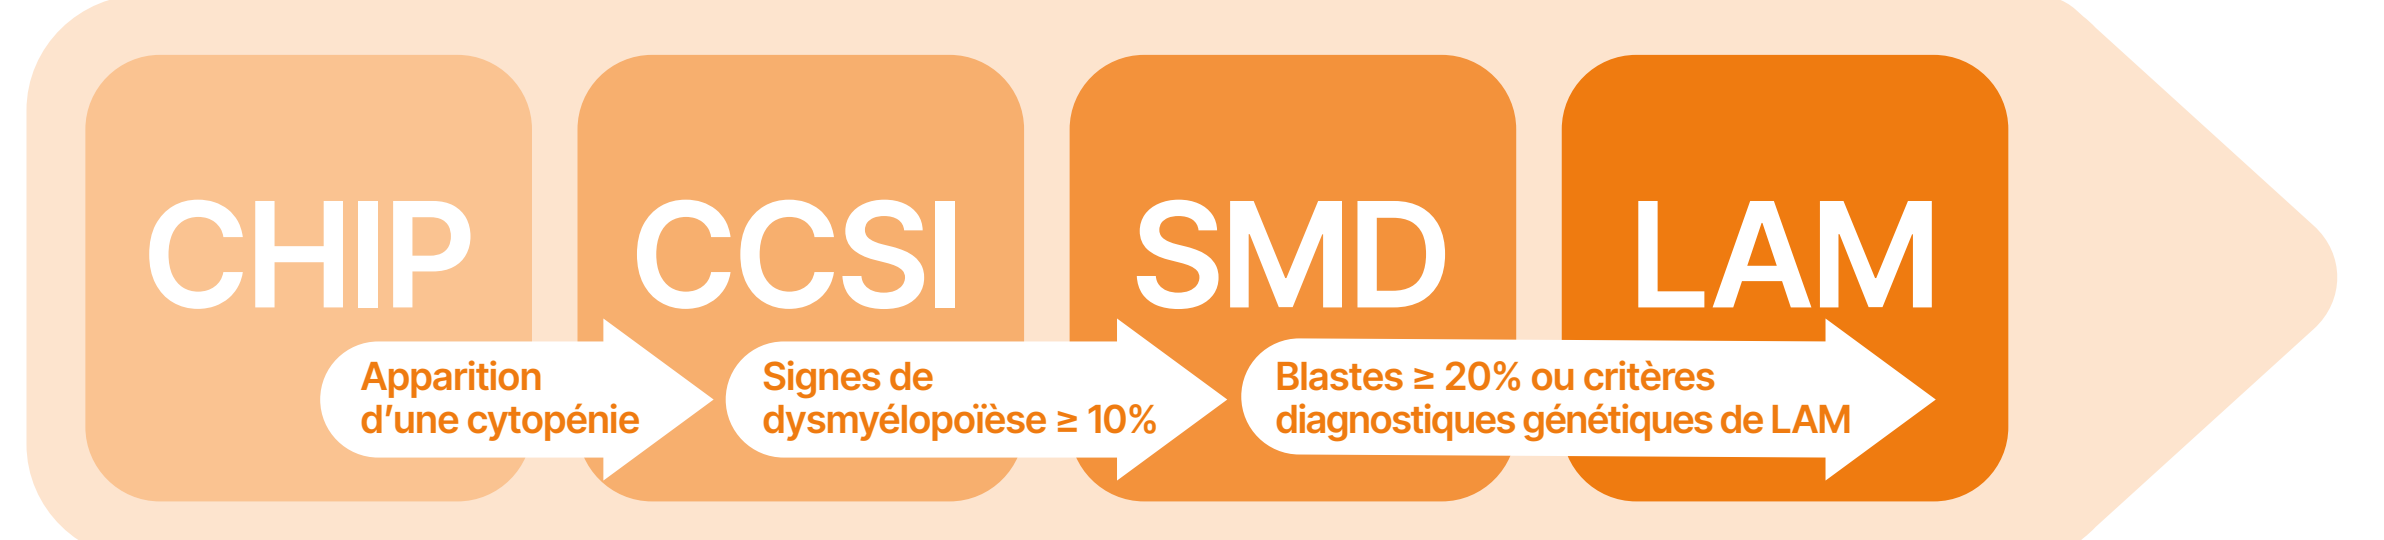 CHIP
CCSI
SMD
LAM
Apparition
d’une cytopénie
Signes de
dysmyélopoïèse ≥ 10%
Blastes ≥ 20% ou critères
diagnostiques génétiques de LAM